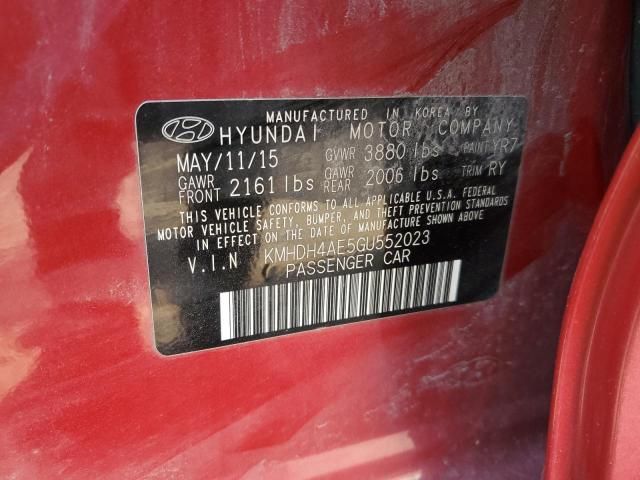 MANUFACTURED IN KOREA BY
HYUNDAI MOTOR COMPANY
MAY/11/15 GVWR 3880 lbs PAINT YR7
GAWR FRONT 2161 lbs GAWR REAR 2006 lbs TRIM RY
THIS VEHICLE CONFORMS TO ALL APPLICABLE U.S.A. FEDERAL
MOTOR VEHICLE SAFETY, BUMPER, AND THEFT PREVENTION STANDARDS
IN EFFECT ON THE DATE OF MANUFACTURE SHOWN ABOVE.
V.I.N KMHDH4AE5GU552023
PASSENGER CAR